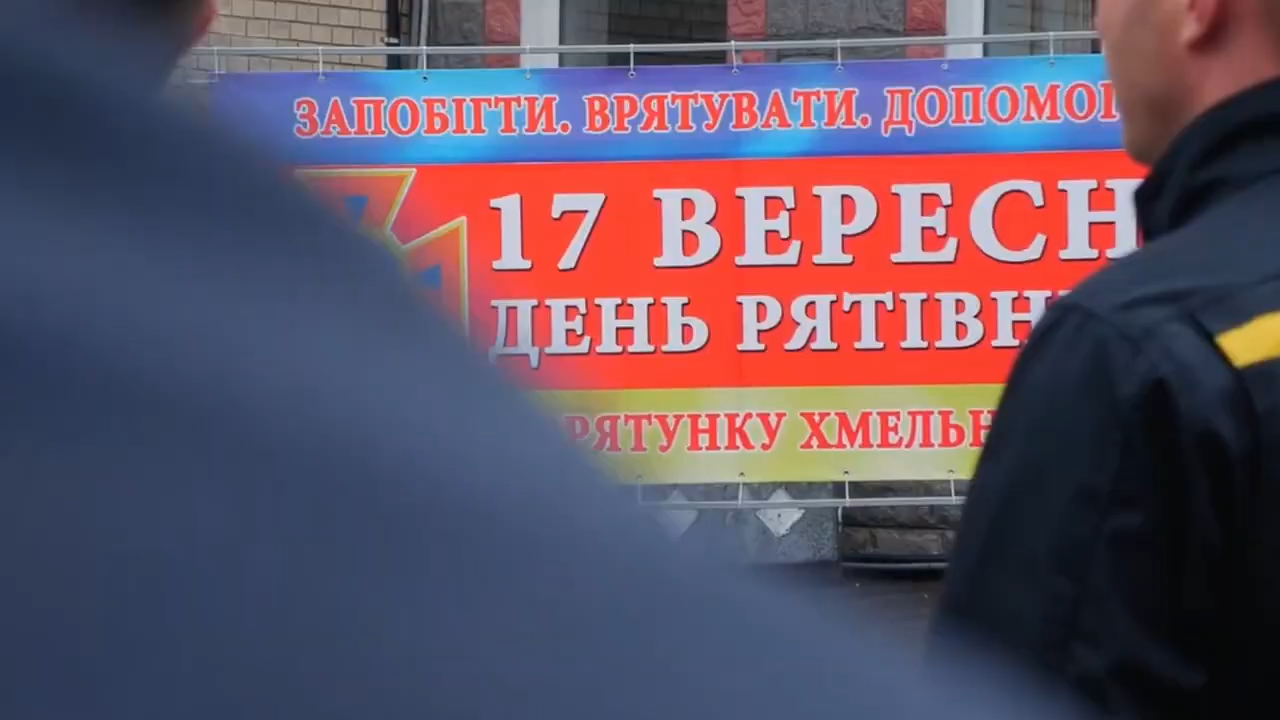 ЗАПОБІГТИ. ВРЯТУВАТИ. ДОПОМОГ
17 ВЕРЕСН
ДЕНЬ РЯТІВН
РЯТУНКУ ХМЕЛЬН